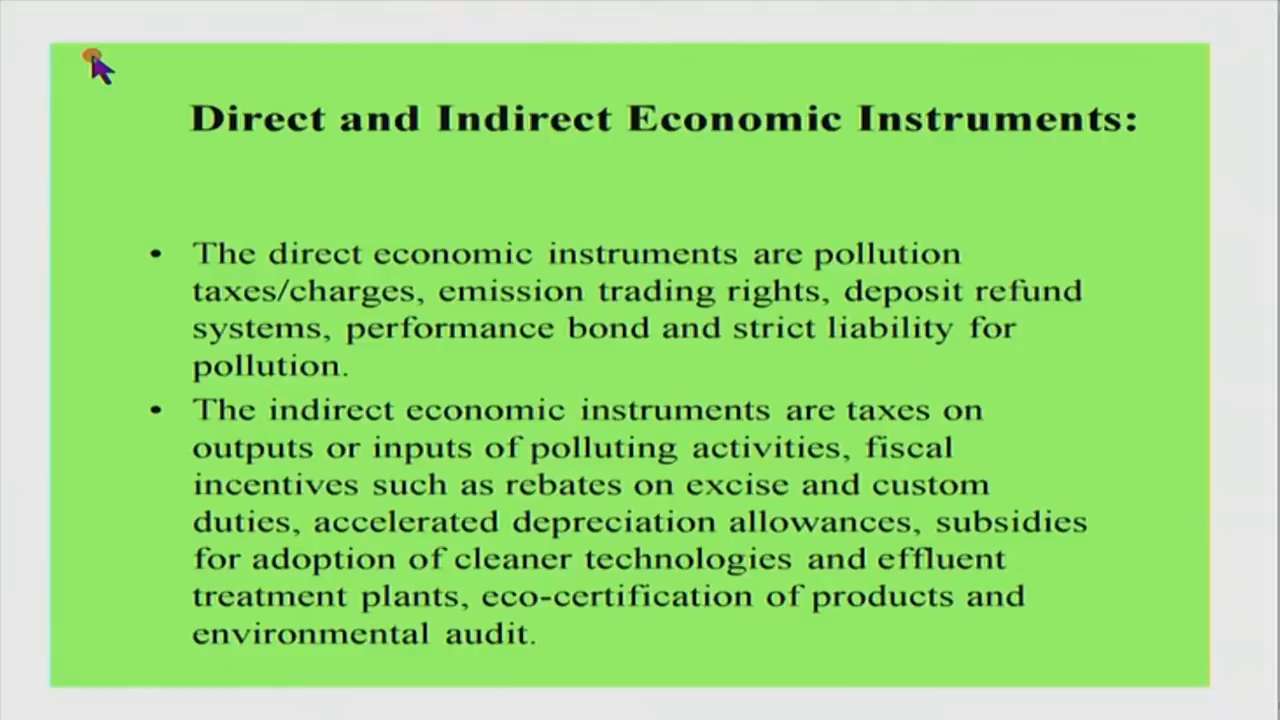 Direct and Indirect Economic Instruments:
• The direct economic instruments are pollution
taxes/charges, emission trading rights, deposit refund
systems, performance bond and strict liability for
pollution.
• The indirect economic instruments are taxes on
outputs or inputs of polluting activities, fiscal
incentives such as rebates on excise and custom
duties, accelerated depreciation allowances, subsidies
for adoption of cleaner technologies and effluent
treatment plants, eco-certification of products and
environmental audit.